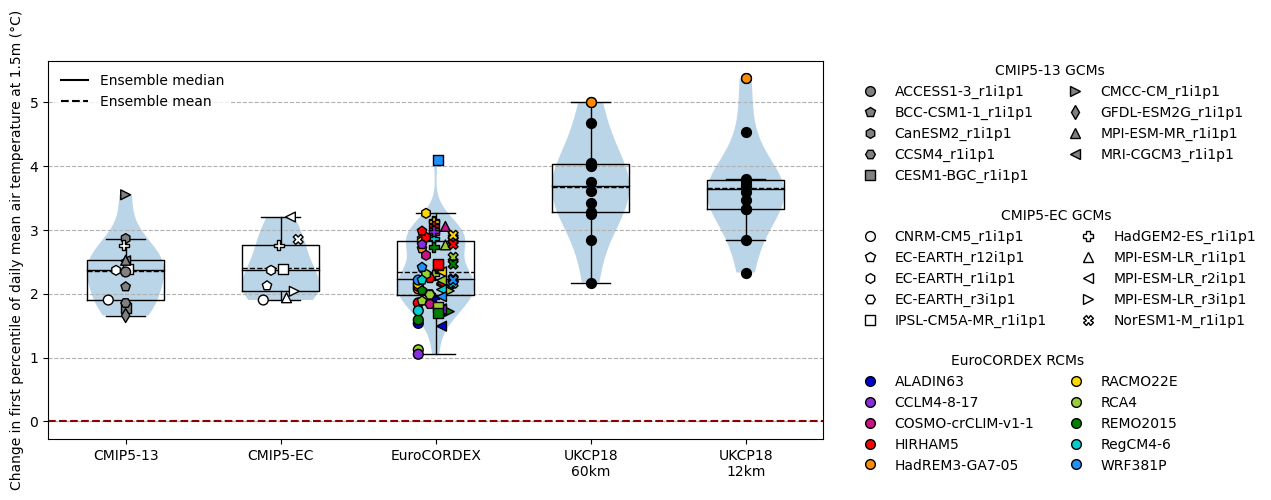 Change in first percentile of daily mean air temperature at 1.5m (°C)
Ensemble median
Ensemble mean
5
4
3
2
1
0
CMIP5-13
CMIP5-EC
EuroCORDEX
UKCP18
60km
UKCP18
12km
CMIP5-13 GCMs
ACCESS1-3_r1i1p1
BCC-CSM1-1_r1i1p1
CanESM2_r1i1p1
CCSM4_r1i1p1
CESM1-BGC_r1i1p1
CMCC-CM_r1i1p1
GFDL-ESM2G_r1i1p1
MPI-ESM-MR_r1i1p1
MRI-CGCM3_r1i1p1
CMIP5-EC GCMs
CNRM-CM5_r1i1p1
EC-EARTH_r12i1p1
EC-EARTH_r1i1p1
EC-EARTH_r3i1p1
IPSL-CM5A-MR_r1i1p1
HadGEM2-ES_r1i1p1
MPI-ESM-LR_r1i1p1
MPI-ESM-LR_r2i1p1
MPI-ESM-LR_r3i1p1
NorESM1-M_r1i1p1
EuroCORDEX RCMs
ALADIN63
CCLM4-8-17
COSMO-crCLIM-v1-1
HIRHAM5
HadREM3-GA7-05
RACMO22E
RCA4
REMO2015
RegCM4-6
WRF381P